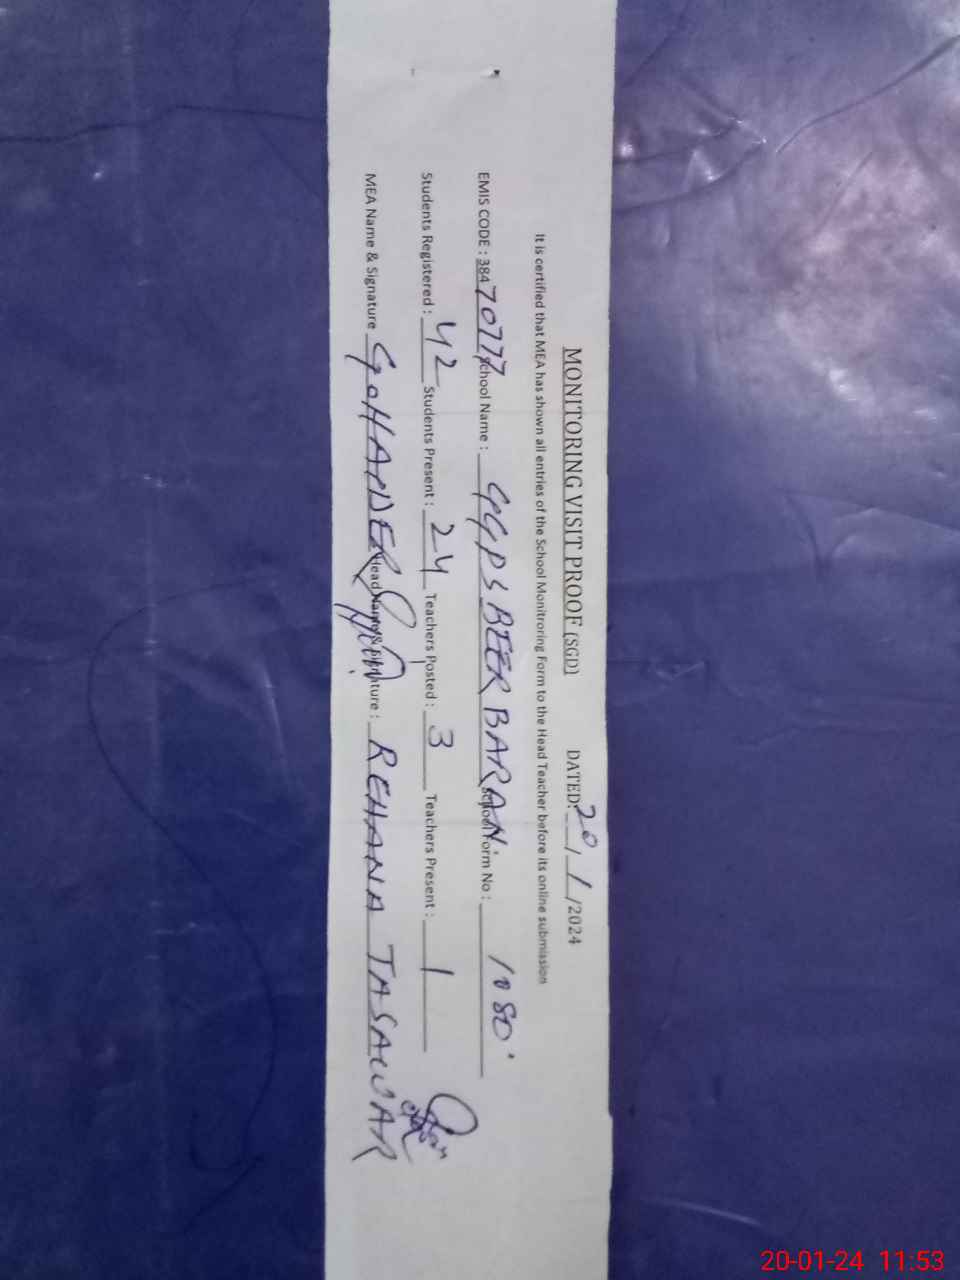 MONITORING VISIT PROOF (SGD) DATED: 20/1/2024
It is certified that MEA has shown all entries of the School Monitroring Form to the Head Teacher before its online submission
EMIS CODE : 38470777 School Name : GGPS BEER BARAN. School Form No : 1080
Students Registered : 42 Students Present : 24 Teachers Posted : 3 Teachers Present : 1
MEA Name & Signature Head Name & Signature : REHANA TASAWAR
20-01-24 11:53